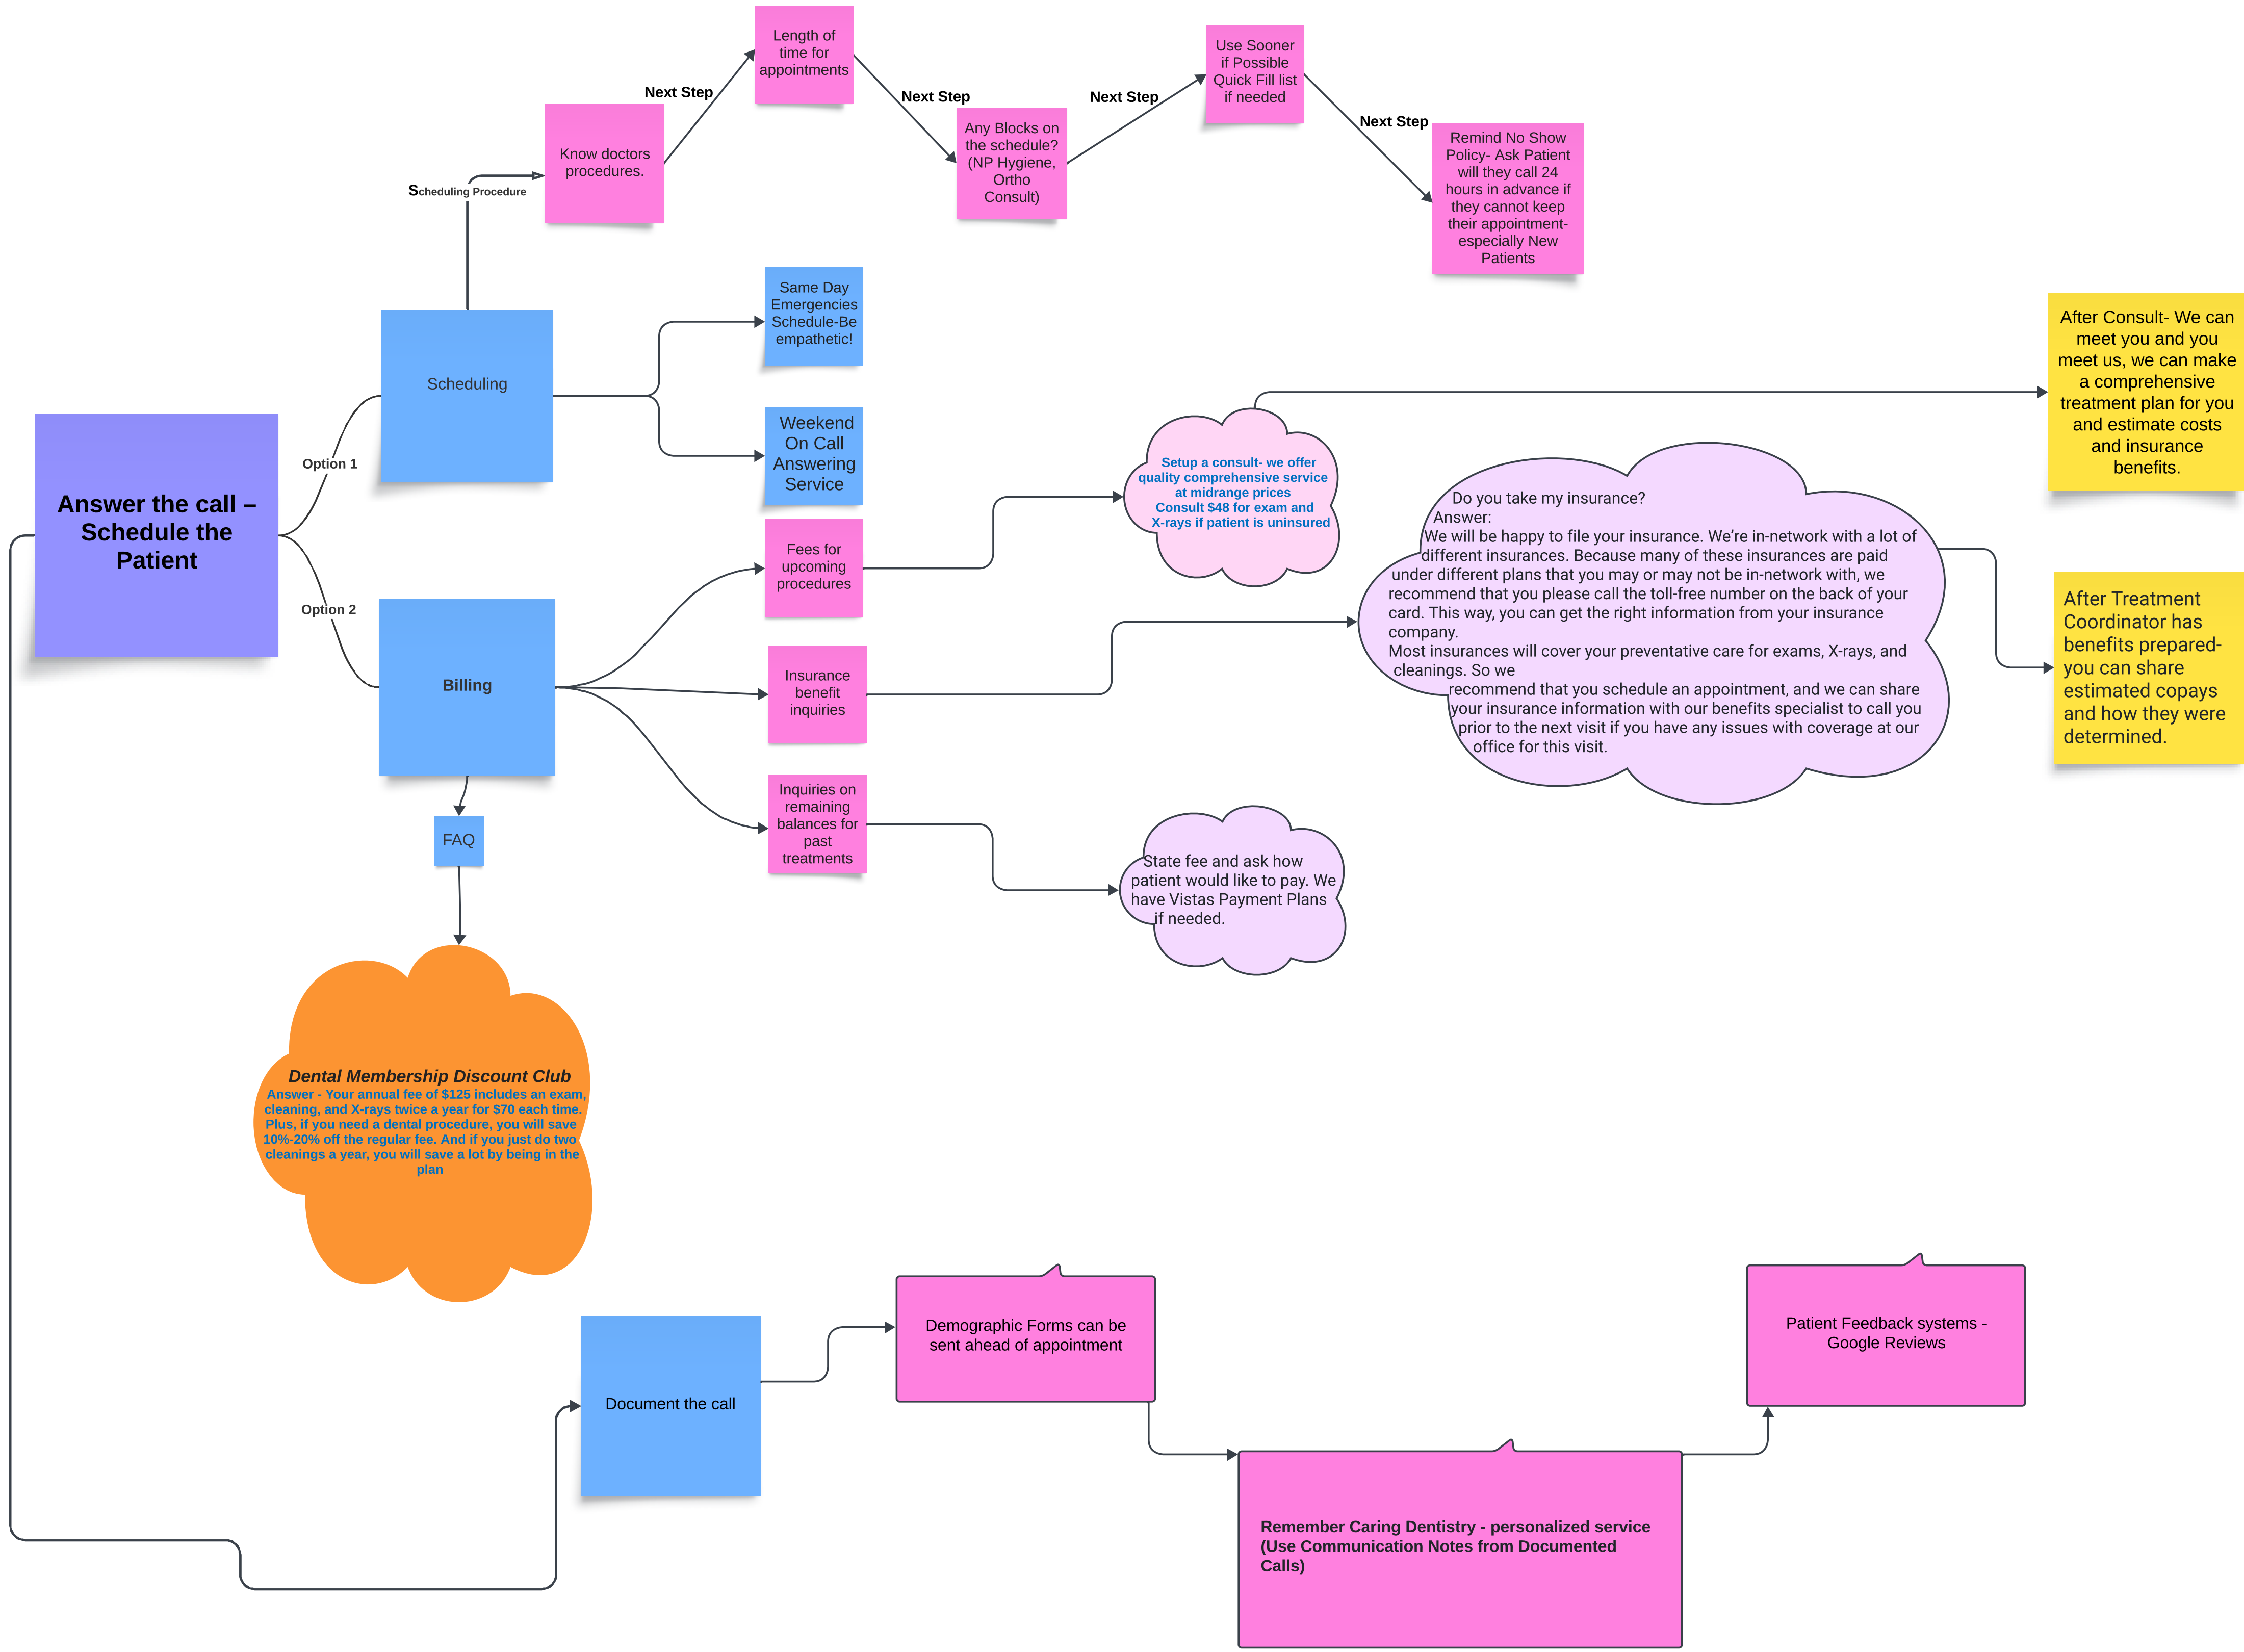 Length of
time for
appointments
Use Sooner
if Possible
Quick Fill list
if needed
Next Step
Next Step
Next Step
Next Step
Any Blocks on
the schedule?
(NP Hygiene,
Ortho
Consult)
Remind No Show
Policy- Ask Patient
will they call 24
hours in advance if
they cannot keep
their appointment-
especially New
Patients
Know doctors
procedures.
Scheduling Procedure
Same Day
Emergencies
Schedule-Be
empathetic!
Scheduling
Weekend
On Call
Answering
Service
After Consult- We can
meet you and you
meet us, we can make
a comprehensive
treatment plan for you
and estimate costs
and insurance
benefits.
Option 1
Setup a consult- we offer
quality comprehensive service
at midrange prices
Consult $48 for exam and
X-rays if patient is uninsured
Answer the call –
Schedule the
Patient
Do you take my insurance?
Answer:
We will be happy to file your insurance. We’re in-network with a lot of
different insurances. Because many of these insurances are paid
under different plans that you may or may not be in-network with, we
recommend that you please call the toll-free number on the back of your
card. This way, you can get the right information from your insurance
company.
Most insurances will cover your preventative care for exams, X-rays, and
cleanings. So we
recommend that you schedule an appointment, and we can share
your insurance information with our benefits specialist to call you
prior to the next visit if you have any issues with coverage at our
office for this visit.
Fees for
upcoming
procedures
Option 2
After Treatment
Coordinator has
benefits prepared-
you can share
estimated copays
and how they were
determined.
Billing
Insurance
benefit
inquiries
Inquiries on
remaining
balances for
past
treatments
FAQ
State fee and ask how
patient would like to pay. We
have Vistas Payment Plans
if needed.
Dental Membership Discount Club
Answer - Your annual fee of $125 includes an exam,
cleaning, and X-rays twice a year for $70 each time.
Plus, if you need a dental procedure, you will save
10%-20% off the regular fee. And if you just do two
cleanings a year, you will save a lot by being in the
plan
Document the call
Demographic Forms can be
sent ahead of appointment
Patient Feedback systems -
Google Reviews
Remember Caring Dentistry - personalized service
(Use Communication Notes from Documented
Calls)